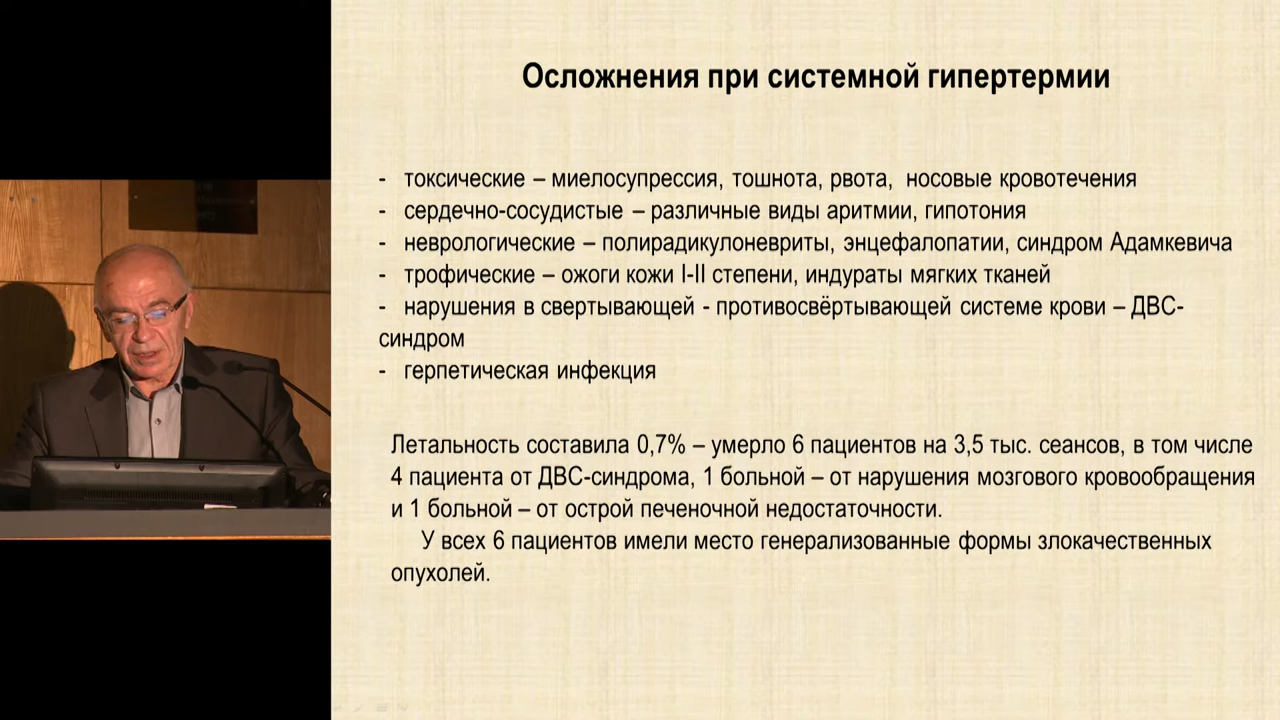 Осложнения при системной гипертермии
- токсические – миелосупрессия, тошнота, рвота, носовые кровотечения
- сердечно-сосудистые – различные виды аритмии, гипотония
- неврологические – полирадикулоневриты, энцефалопатии, синдром Адамкевича
- трофические – ожоги кожи I-II степени, индураты мягких тканей
- нарушения в свертывающей - противосвёртывающей системе крови – ДВС-
синдром
- герпетическая инфекция
Летальность составила 0,7% – умерло 6 пациентов на 3,5 тыс. сеансов, в том числе
4 пациента от ДВС-синдрома, 1 больной – от нарушения мозгового кровообращения
и 1 больной – от острой печеночной недостаточности.
У всех 6 пациентов имели место генерализованные формы злокачественных
опухолей.